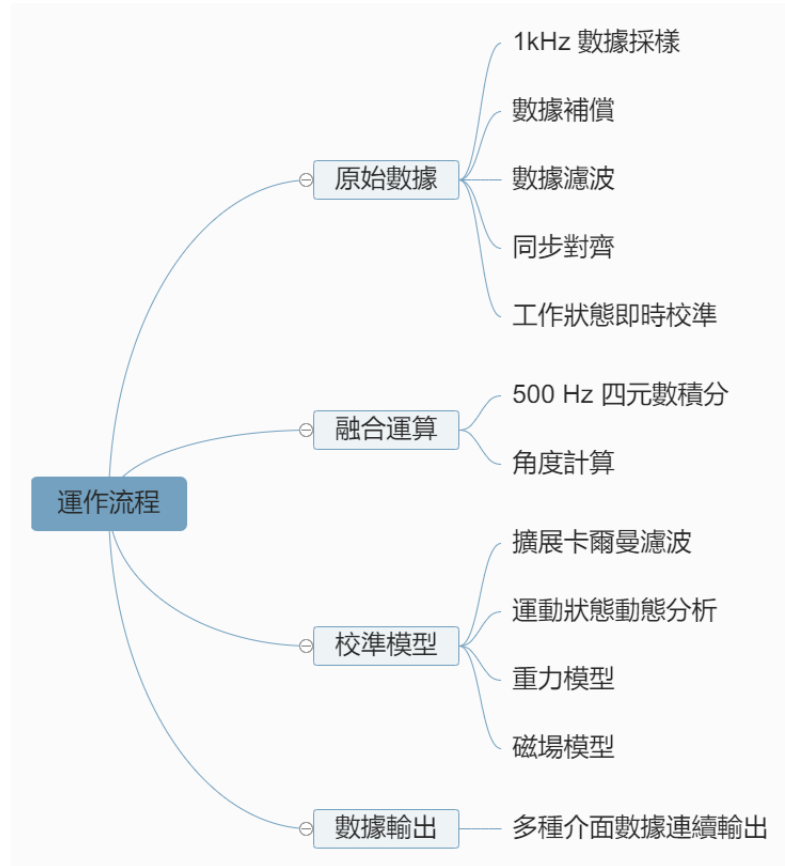 運作流程
原始數據
1kHz 數據採樣
數據補償
數據濾波
同步對齊
工作狀態即時校準
融合運算
500 Hz 四元數積分
角度計算
校準模型
擴展卡爾曼濾波
運動狀態動態分析
重力模型
磁場模型
數據輸出
多種介面數據連續輸出